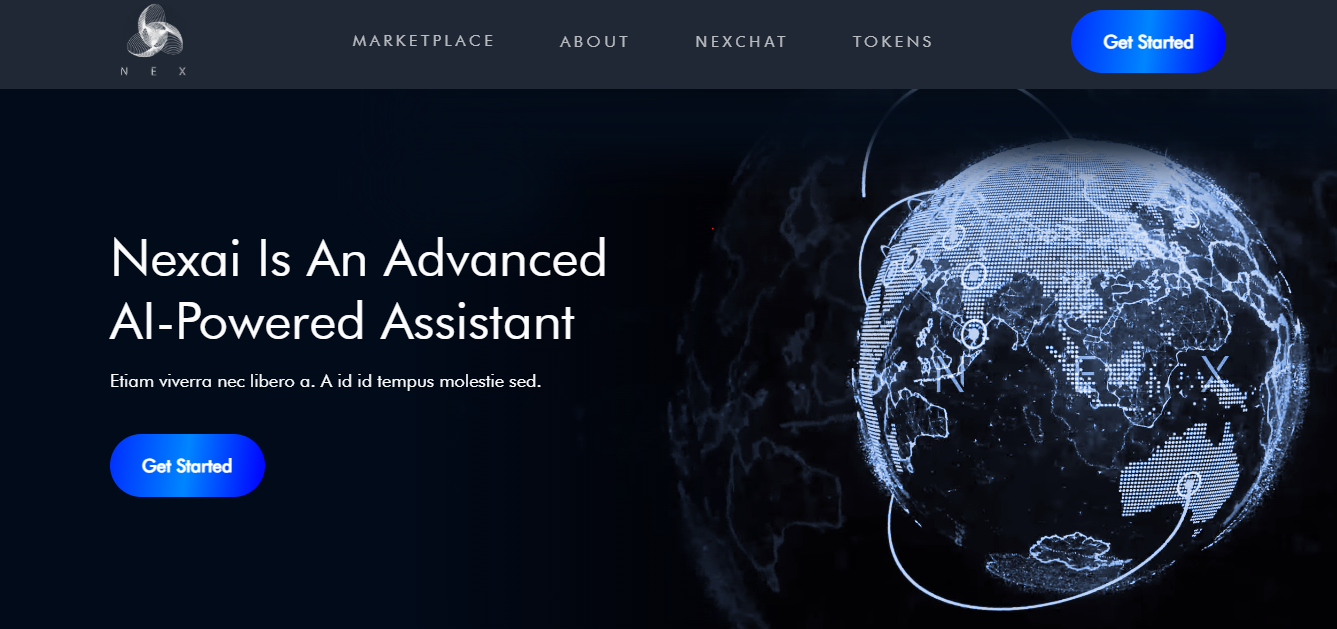 N E X
MARKETPLACE
ABOUT
NEXCHAT
TOKENS
Get Started
Nexai Is An Advanced
AI-Powered Assistant
Etiam viverra nec libero a. A id id tempus molestie sed.
Get Started
N E X